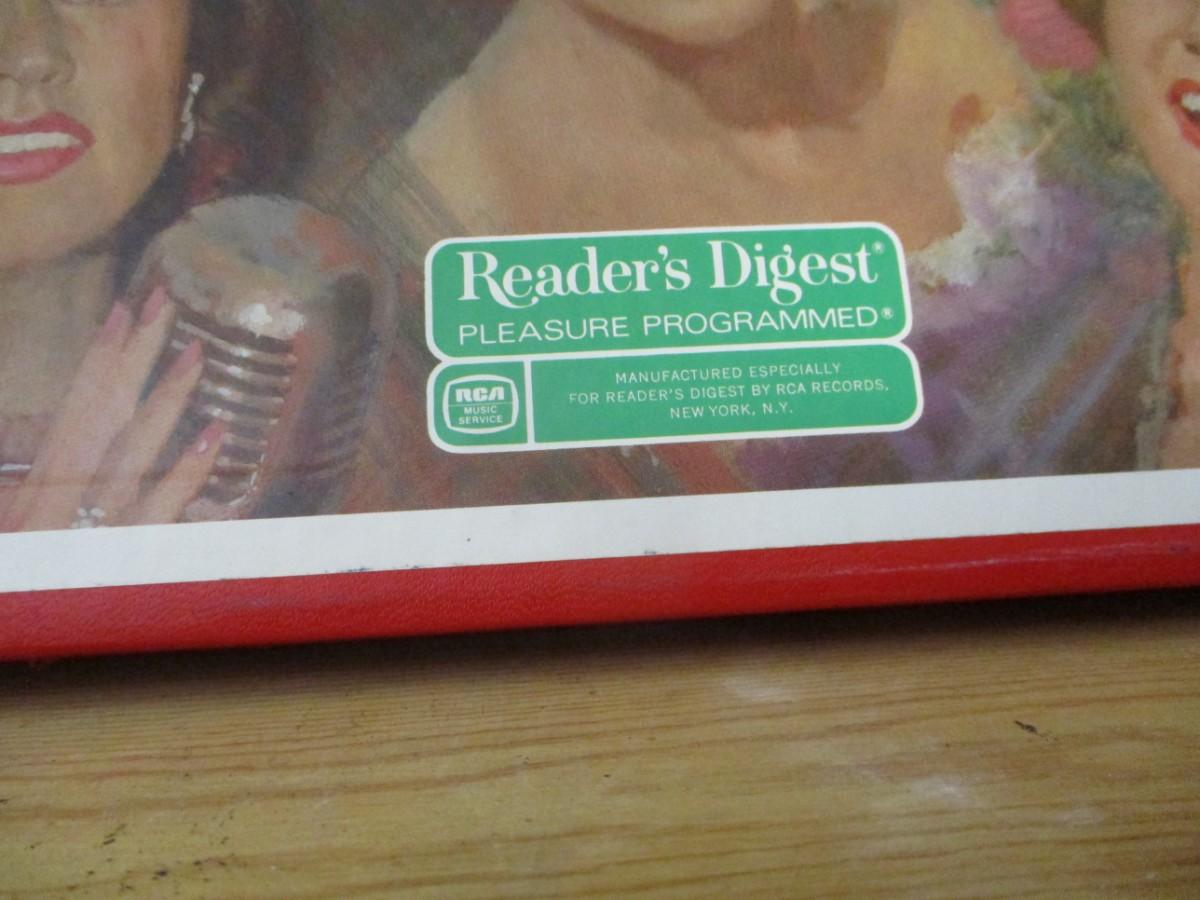 Reader's Digest®
PLEASURE PROGRAMMED®
RCA
MUSIC
SERVICE
MANUFACTURED ESPECIALLY
FOR READER'S DIGEST BY RCA RECORDS,
NEW YORK, N.Y.